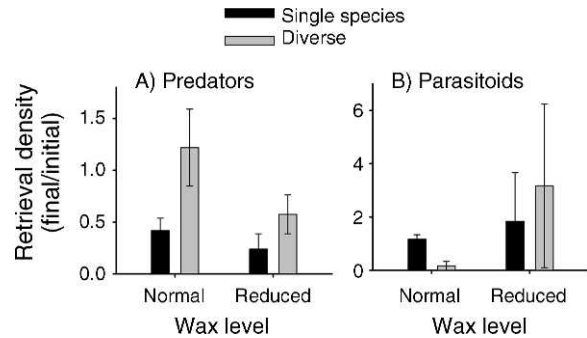 Single species
Diverse
A) Predators
B) Parasitoids
Retrieval density
(final/initial)
1.5
1.0
0.5
0.0
6
4
2
0
Normal Reduced
Normal Reduced
Wax level
Wax level